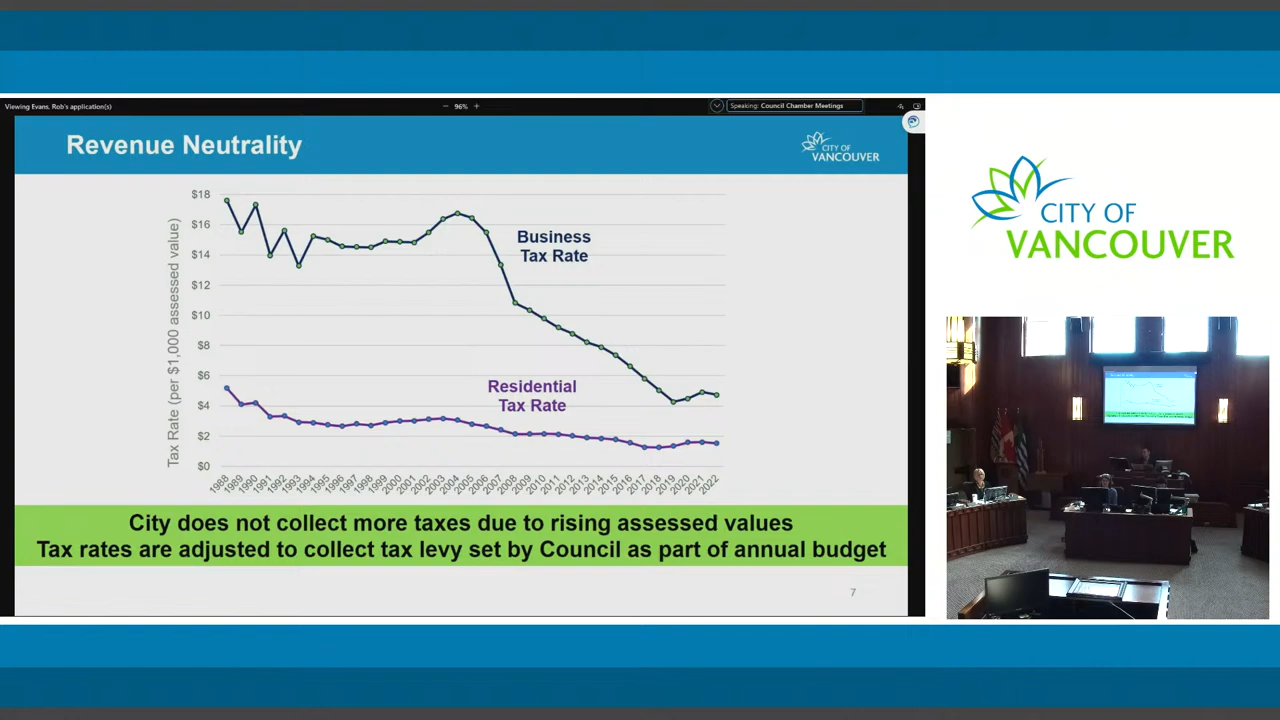 Viewing Evans, Rob's application(s)
96%
Speaking: Council Chamber Meetings
Revenue Neutrality
CITY OF
VANCOUVER
CITY OF
VANCOUVER
Tax Rate (per $1,000 assessed value)
$18
$16
$14
$12
$10
$8
$6
$4
$2
$0
Business
Tax Rate
Residential
Tax Rate
1988 1989 1990 1991 1992 1993 1994 1995 1996 1997 1998 1999 2000 2001 2002 2003 2004 2005 2006 2007 2008 2009 2010 2011 2012 2013 2014 2015 2016 2017 2018 2019 2020 2021 2022
City does not collect more taxes due to rising assessed values
Tax rates are adjusted to collect tax levy set by Council as part of annual budget
7